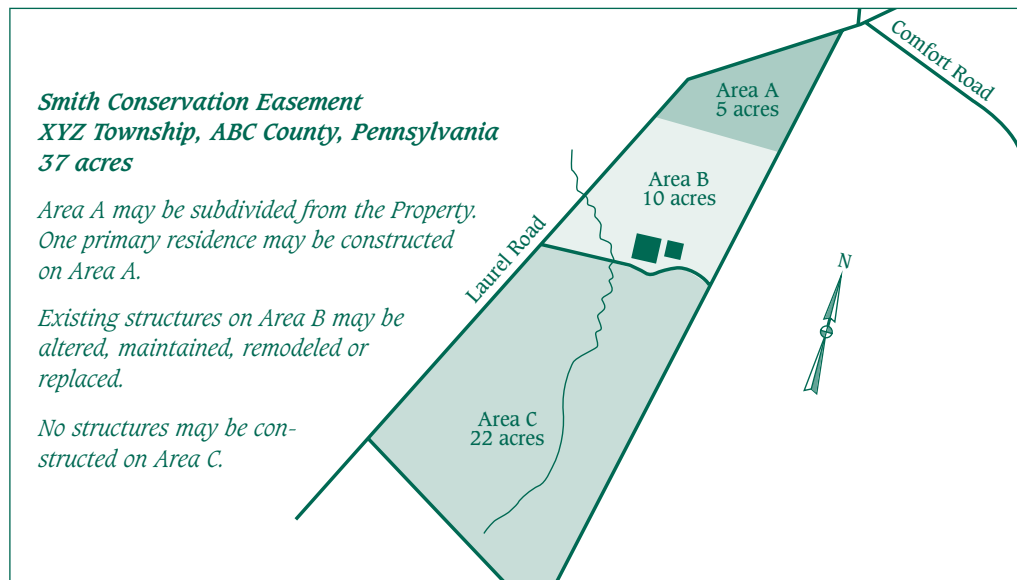 Smith Conservation Easement
XYZ Township, ABC County, Pennsylvania
37 acres
Area A may be subdivided from the Property.
One primary residence may be constructed
on Area A.
Existing structures on Area B may be
altered, maintained, remodeled or
replaced.
No structures may be con-
structed on Area C.
Comfort Road
Area A
5 acres
Area B
10 acres
Laurel Road
N
Area C
22 acres